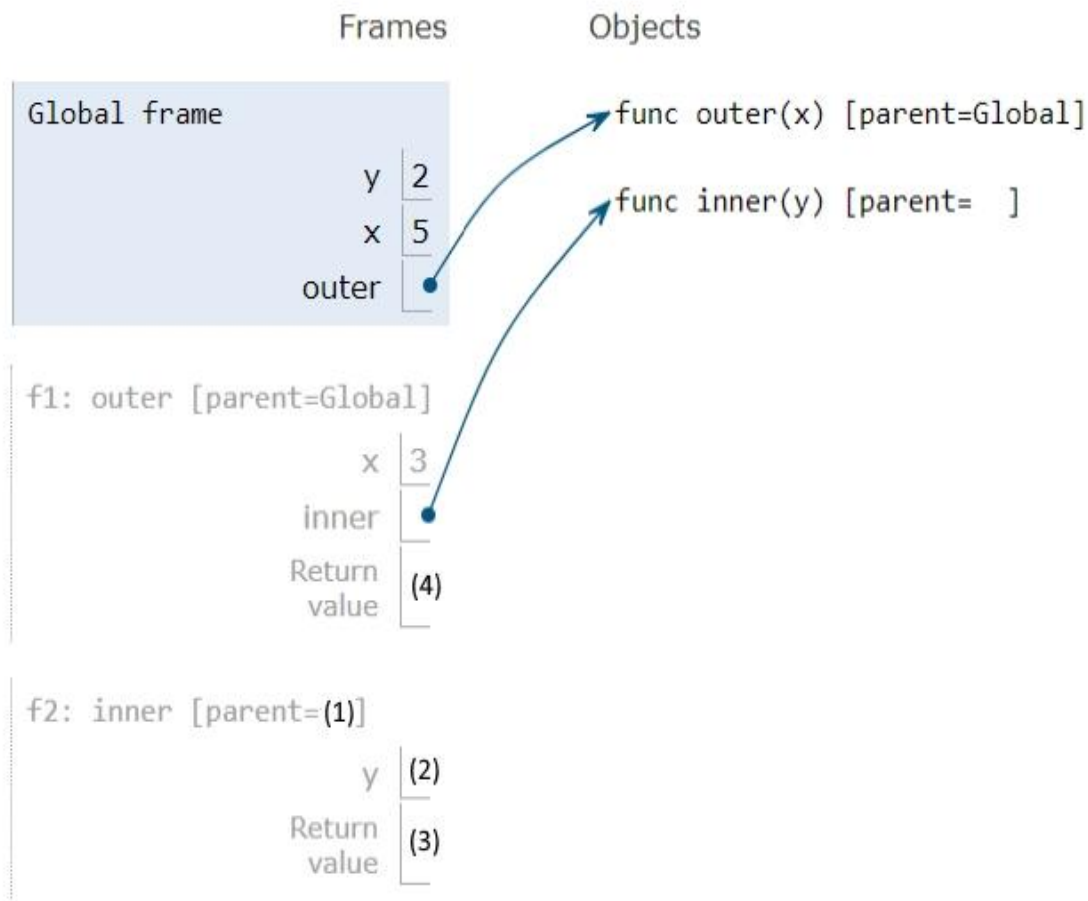 Frames Objects
Global frame
y 2
x 5
outer
func outer(x) [parent=Global]
func inner(y) [parent=  ]
f1: outer [parent=Global]
x 3
inner
Return
value (4)
f2: inner [parent=(1)]
y (2)
Return
value (3)